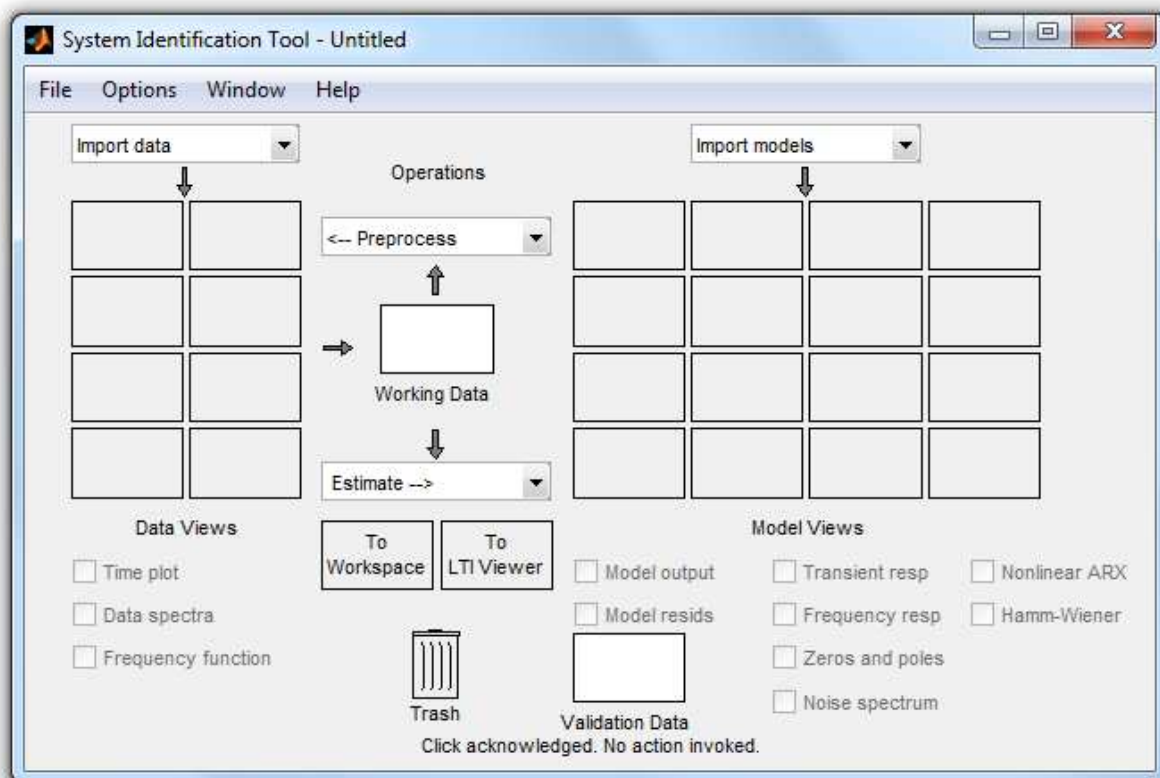 System Identification Tool - Untitled
File Options Window Help
Import data
Import models
Operations
<-- Preprocess
Working Data
Estimate -->
Data Views
Model Views
To
Workspace
To
LTI Viewer
Time plot
Data spectra
Frequency function
Model output
Model resids
Transient resp
Frequency resp
Zeros and poles
Noise spectrum
Nonlinear ARX
Hamm-Wiener
Trash
Validation Data
Click acknowledged. No action invoked.